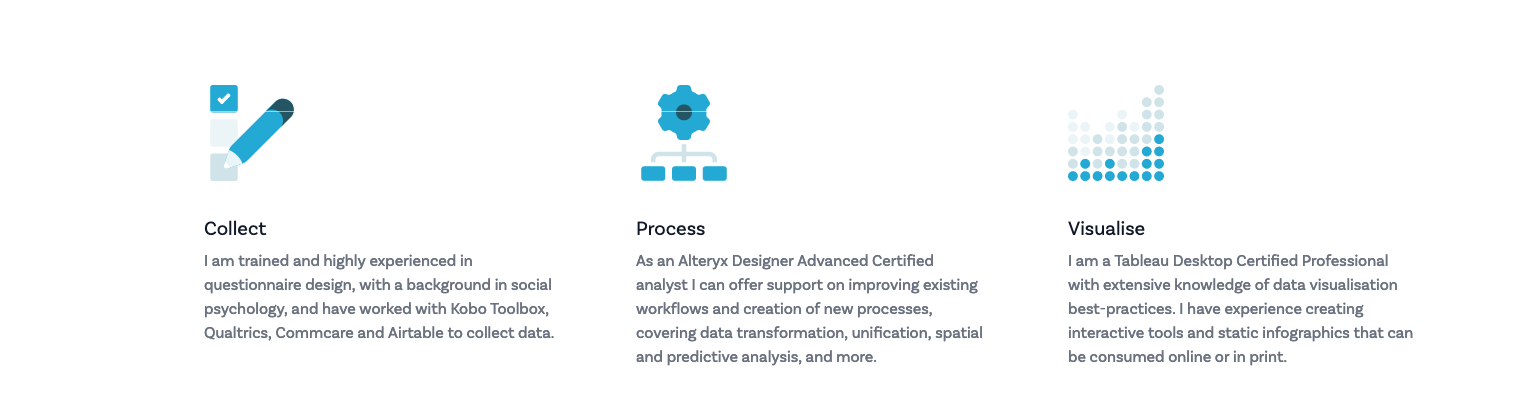 Collect
I am trained and highly experienced in
questionnaire design, with a background in social
psychology, and have worked with Kobo Toolbox,
Qualtrics, Commcare and Airtable to collect data.
Process
As an Alteryx Designer Advanced Certified
analyst I can offer support on improving existing
workflows and creation of new processes,
covering data transformation, unification, spatial
and predictive analysis, and more.
Visualise
I am a Tableau Desktop Certified Professional
with extensive knowledge of data visualisation
best-practices. I have experience creating
interactive tools and static infographics that can
be consumed online or in print.